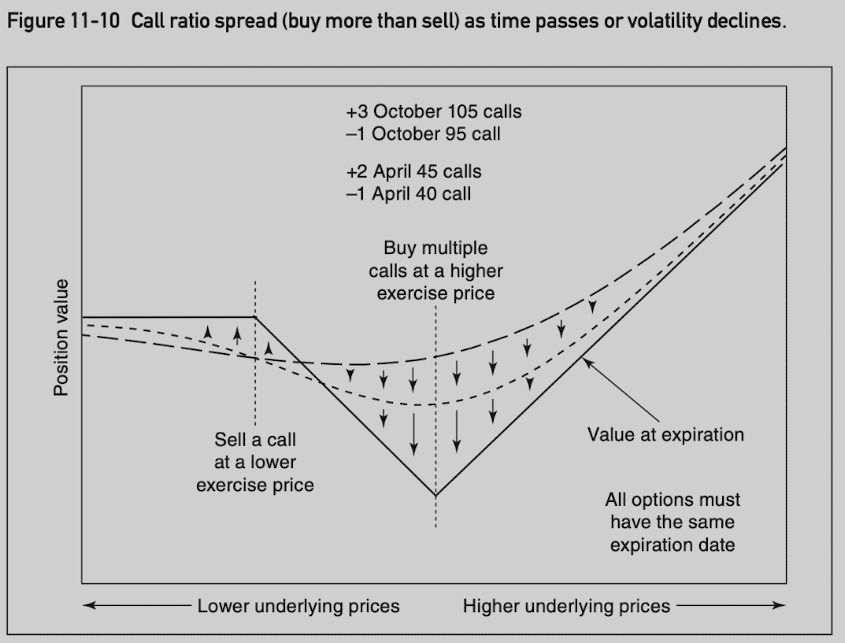 Figure 11-10 Call ratio spread (buy more than sell) as time passes or volatility declines.
+3 October 105 calls
–1 October 95 call
+2 April 45 calls
–1 April 40 call
Buy multiple
calls at a higher
exercise price
Position value
Sell a call
at a lower
exercise price
Value at expiration
All options must
have the same
expiration date
Lower underlying prices
Higher underlying prices